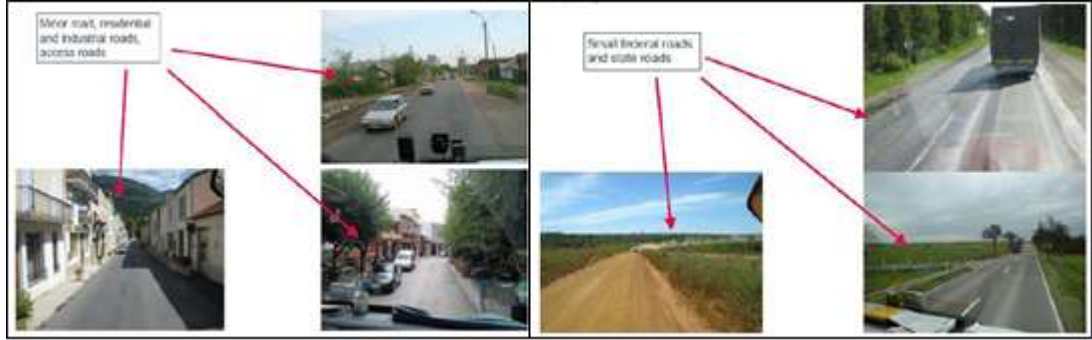 Minor road, residential
and industrial roads,
access roads
Small federal roads
and state roads